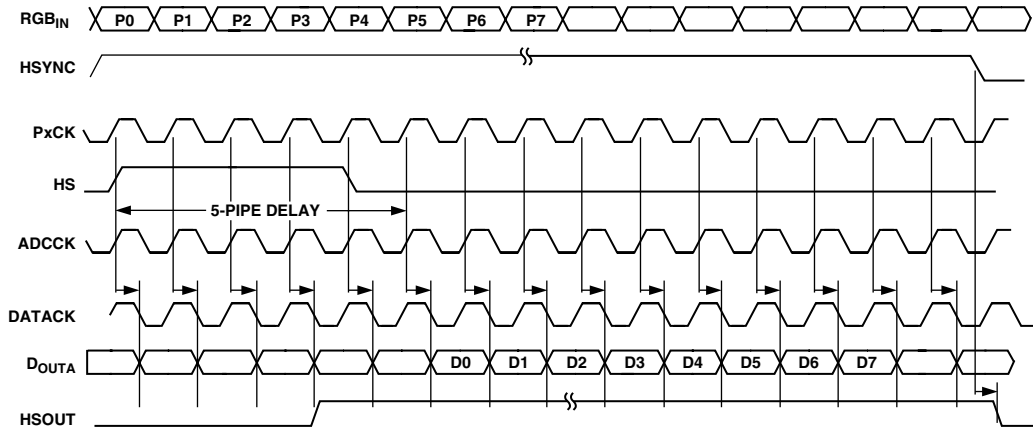 RGBIN P0 P1 P2 P3 P4 P5 P6 P7
HSYNC
PxCK
HS
5-PIPE DELAY
ADCCK
DATACK
DOUTA D0 D1 D2 D3 D4 D5 D6 D7
HSOUT